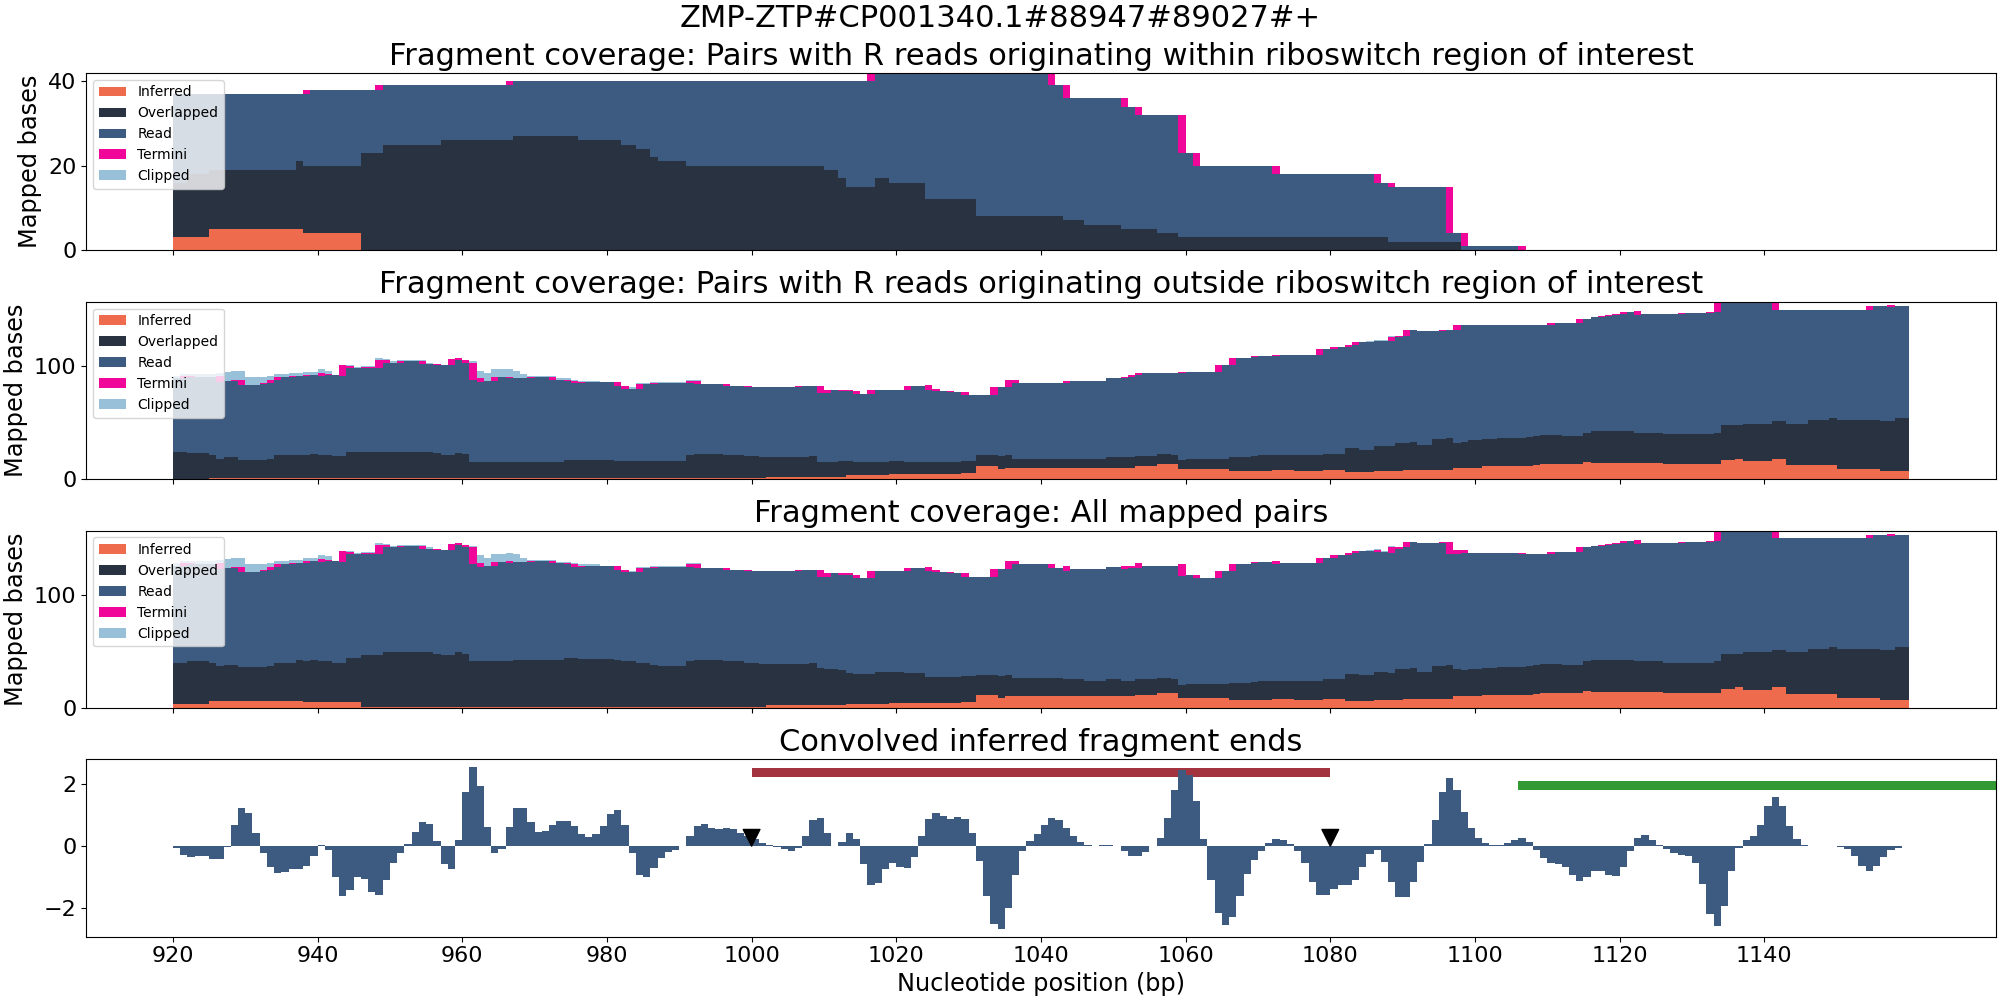 ZMP-ZTP#CP001340.1#88947#89027#+
Fragment coverage: Pairs with R reads originating within riboswitch region of interest
Mapped bases
40
20
0
Inferred
Overlapped
Read
Termini
Clipped
Fragment coverage: Pairs with R reads originating outside riboswitch region of interest
Mapped bases
100
0
Inferred
Overlapped
Read
Termini
Clipped
Fragment coverage: All mapped pairs
Mapped bases
100
0
Inferred
Overlapped
Read
Termini
Clipped
Convolved inferred fragment ends
2
0
−2
920 940 960 980 1000 1020 1040 1060 1080 1100 1120 1140
Nucleotide position (bp)